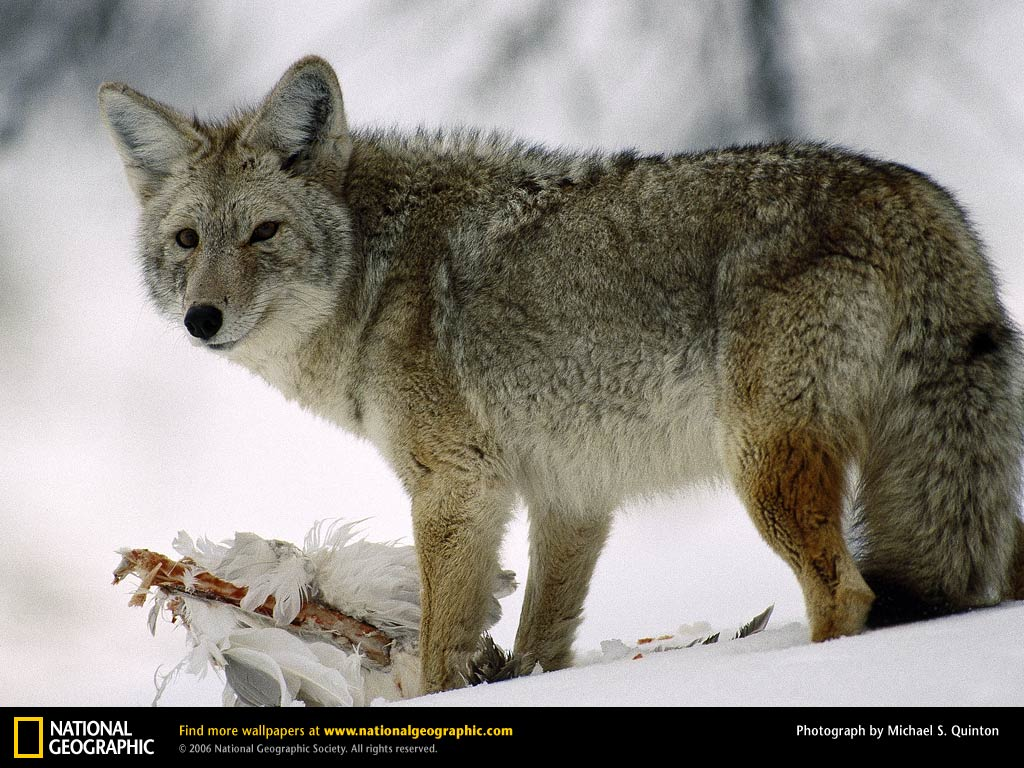 NATIONAL
GEOGRAPHIC
Find more wallpapers at www.nationalgeographic.com
© 2006 National Geographic Society. All rights reserved.
Photograph by Michael S. Quinton